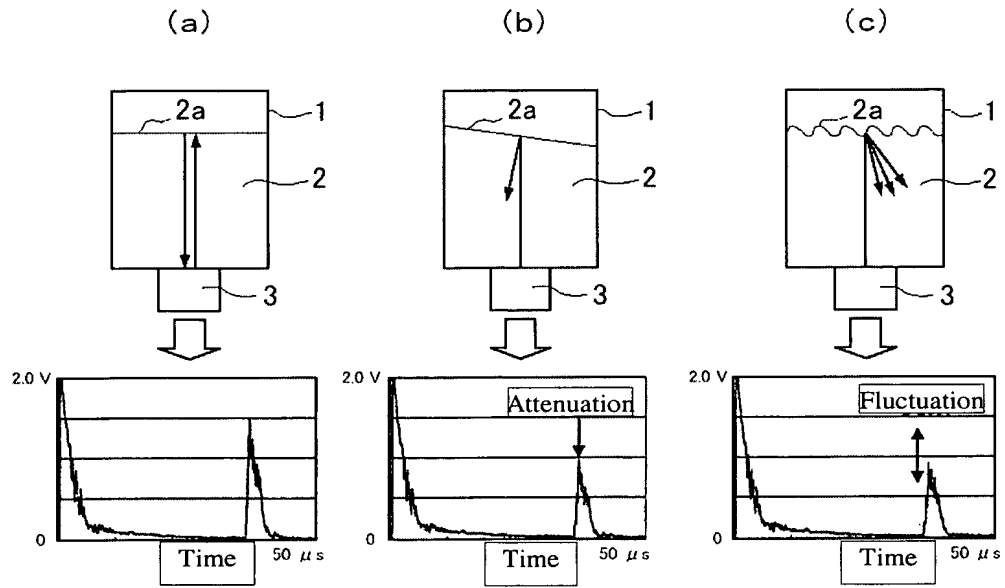 (a) (b) (c)
2a 1 2a 1 2a 1
2 2 2
3 3 3
2.0 V 2.0 V 2.0 V
Attenuation Fluctuation
0 50 μs 0 50 μs 0 50 μs
Time Time Time